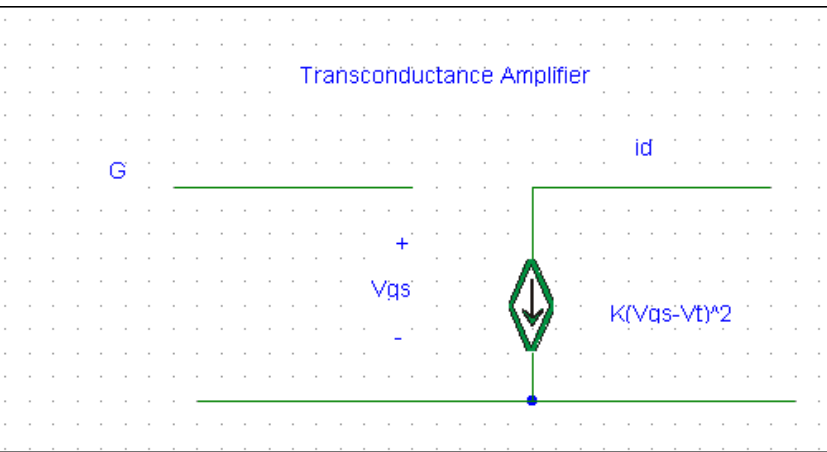 Transconductance Amplifier
id
G
+
Vgs
K(Vgs-Vt)^2
-